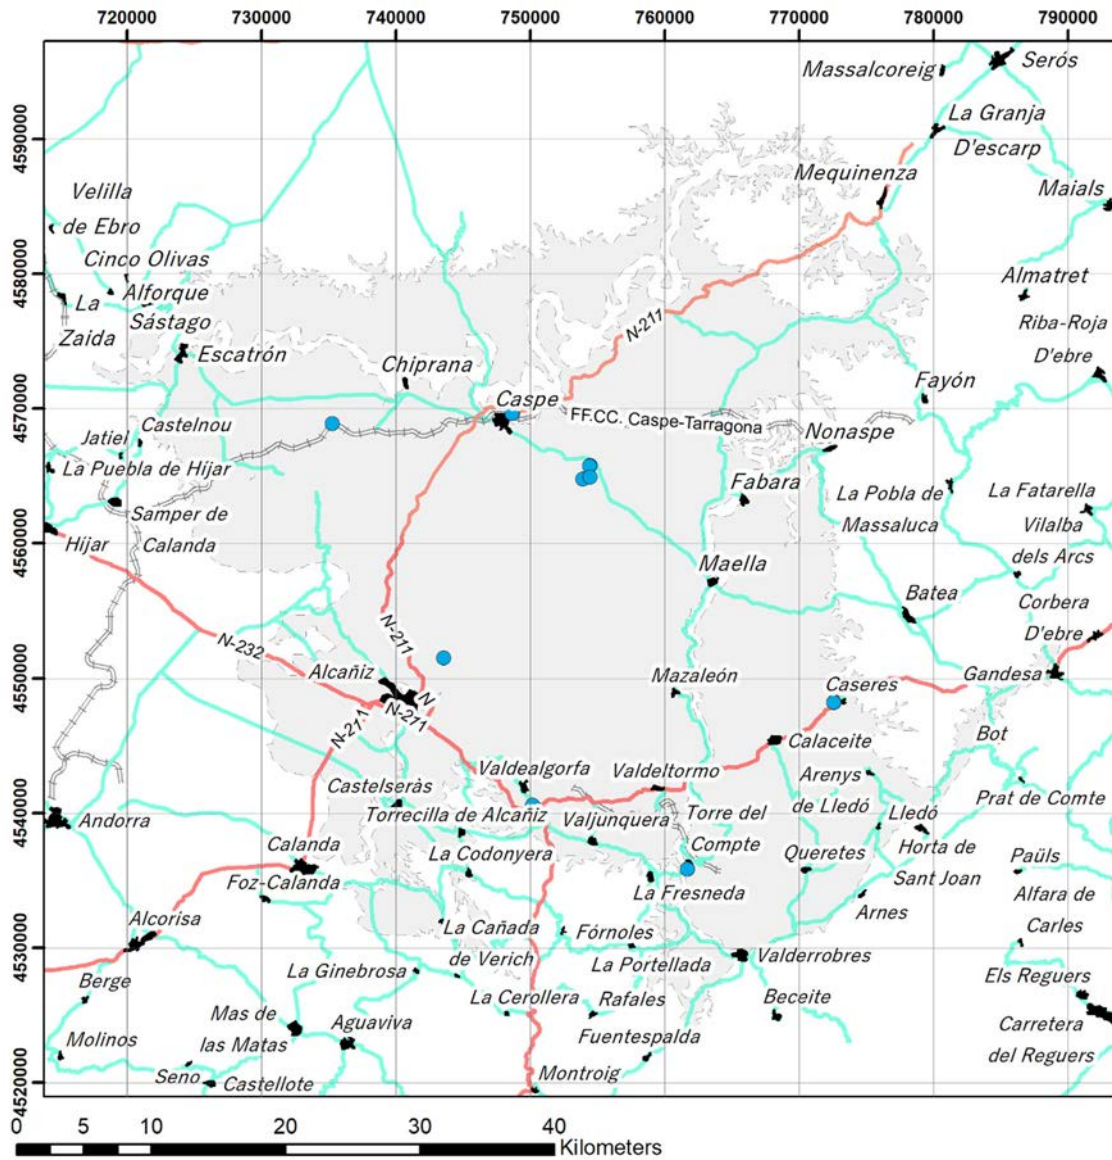 720000 730000 740000 750000 760000 770000 780000 790000
4590000
4580000
4570000
4560000
4550000
4540000
4530000
4520000
Massalcoreig
Serós
La Granja
D'escarp
Mequinenza
Maials
Velilla
de Ebro
Cinco Olivas
La
Zaida
Alforque
Sástago
Escatrón
Almatret
Riba-Roja
D'ebre
N-211
Chiprana
Caspe
Fayón
FF.CC. Caspe-Tarragona
Castelnou
Jatiel
Nonaspe
La Puebla de Híjar
Samper de
Calanda
Híjar
Fabara
La Pobla de
Massaluca
La Fatarella
Vilalba
dels Arcs
Maella
Batea
Corbera
D'ebre
N-232
N-211
Alcañiz
N
N-211
N-211
Mazaleón
Caseres
Gandesa
Calaceite
Bot
Castelseràs
Valdealgorfa
Valdeltormo
Arenys
de Lledó
Prat de Comte
Andorra
Torrecilla de Alcañiz
Valjunquera
Torre del
Compte
Lledó
Calanda
La Codonyera
Queretes
Horta de
Sant Joan
Paüls
Foz-Calanda
La Fresneda
Arnes
Alfara de
Carles
Alcorisa
La Cañada
de Verich
Fórnoles
La Portellada
Valderrobres
Berge
La Ginebrosa
La Cerollera
Rafales
Beceite
Els Reguers
Mas de
las Matas
Aguaviva
Fuentespalda
Carretera
del Reguers
Molinos
Seno
Castellote
Montroig
0 5 10 20 30 40
Kilometers